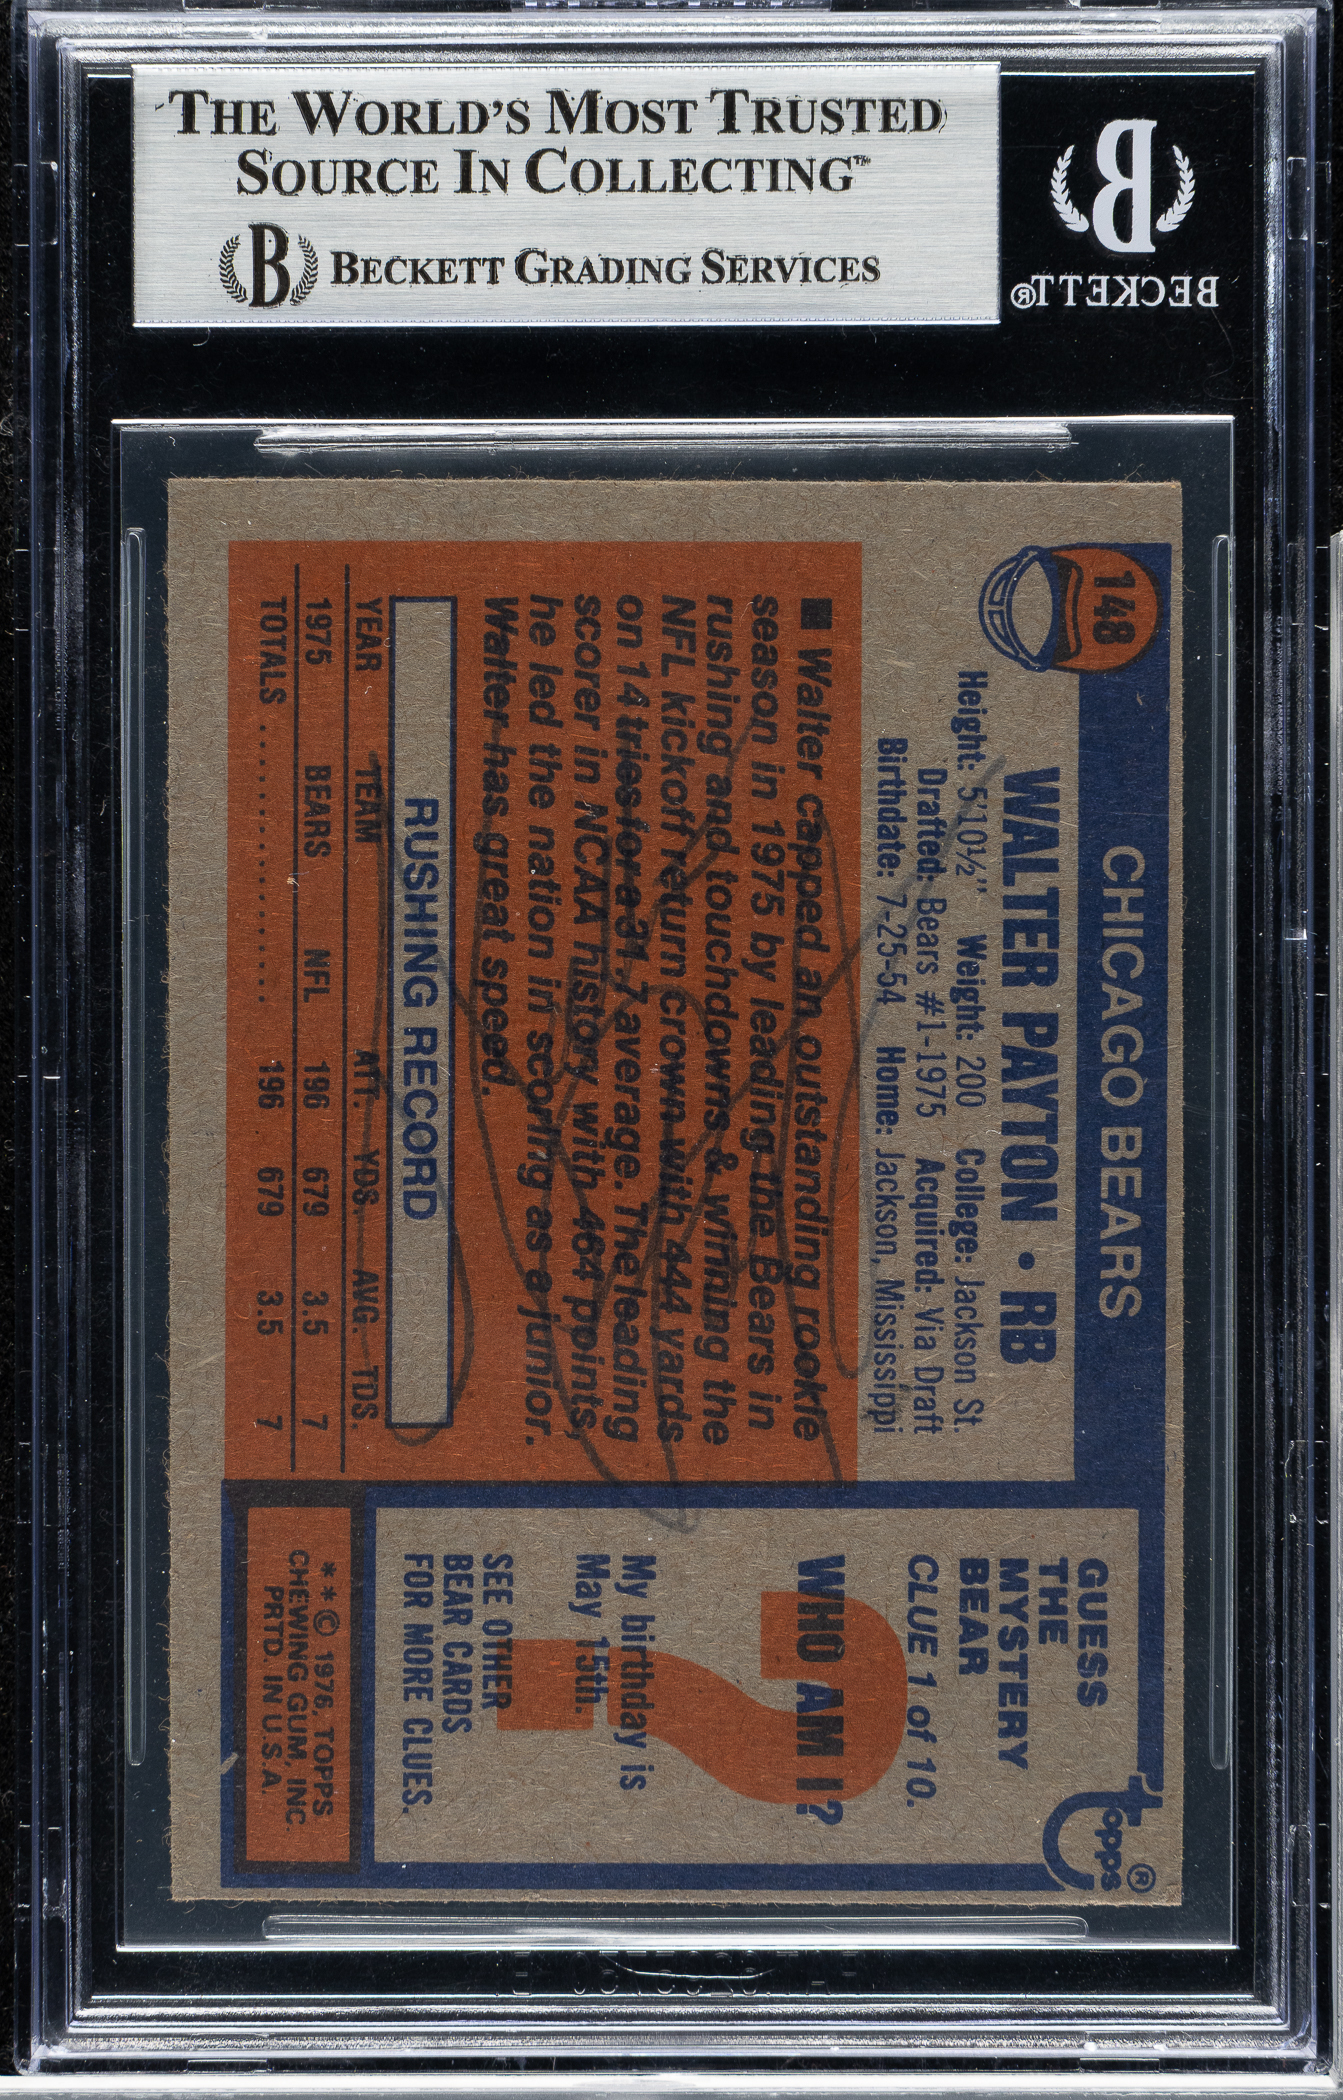 THE WORLD'S MOST TRUSTED
SOURCE IN COLLECTING™
B BECKETT GRADING SERVICES
B
BECKETT®
148
CHICAGO BEARS
WALTER PAYTON • RB
Height: 5'10½" Weight: 200 College: Jackson St.
Drafted: Bears #1-1975 Acquired: Via Draft
Birthdate: 7-25-54 Home: Jackson, Mississippi
■ Walter capped an outstanding rookie
season in 1975 by leading the Bears in
rushing and touchdowns & winning the
NFL kickoff return crown with 444 yards
on 14 tries for a 31.7 average. The leading
scorer in NCAA history with 464 points,
he led the nation in scoring as a junior.
Walter has great speed.
RUSHING RECORD
YEAR TEAM ATT. YDS. AVG. TDS.
1975 BEARS NFL 196 679 3.5 7
TOTALS .................. 196 679 3.5 7
GUESS
THE
MYSTERY
BEAR
CLUE 1 of 10.
WHO AM I?
?
My birthday is
May 15th.
SEE OTHER
BEAR CARDS
FOR MORE CLUES.
topps®
**© 1976, TOPPS
CHEWING GUM, INC.
PRTD. IN U.S.A.